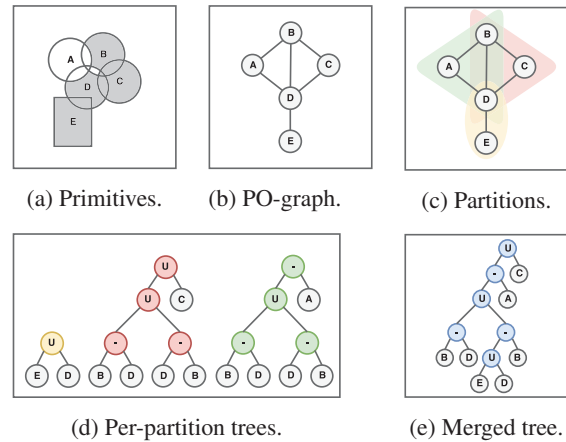 A B C D E
B A C D E
B A C D E
(a) Primitives. (b) PO-graph. (c) Partitions.
U
E D
U
U C
- -
B D D B
-
U A
- -
B D D B
U
- C
U A
- -
B D U B
E D
(d) Per-partition trees. (e) Merged tree.